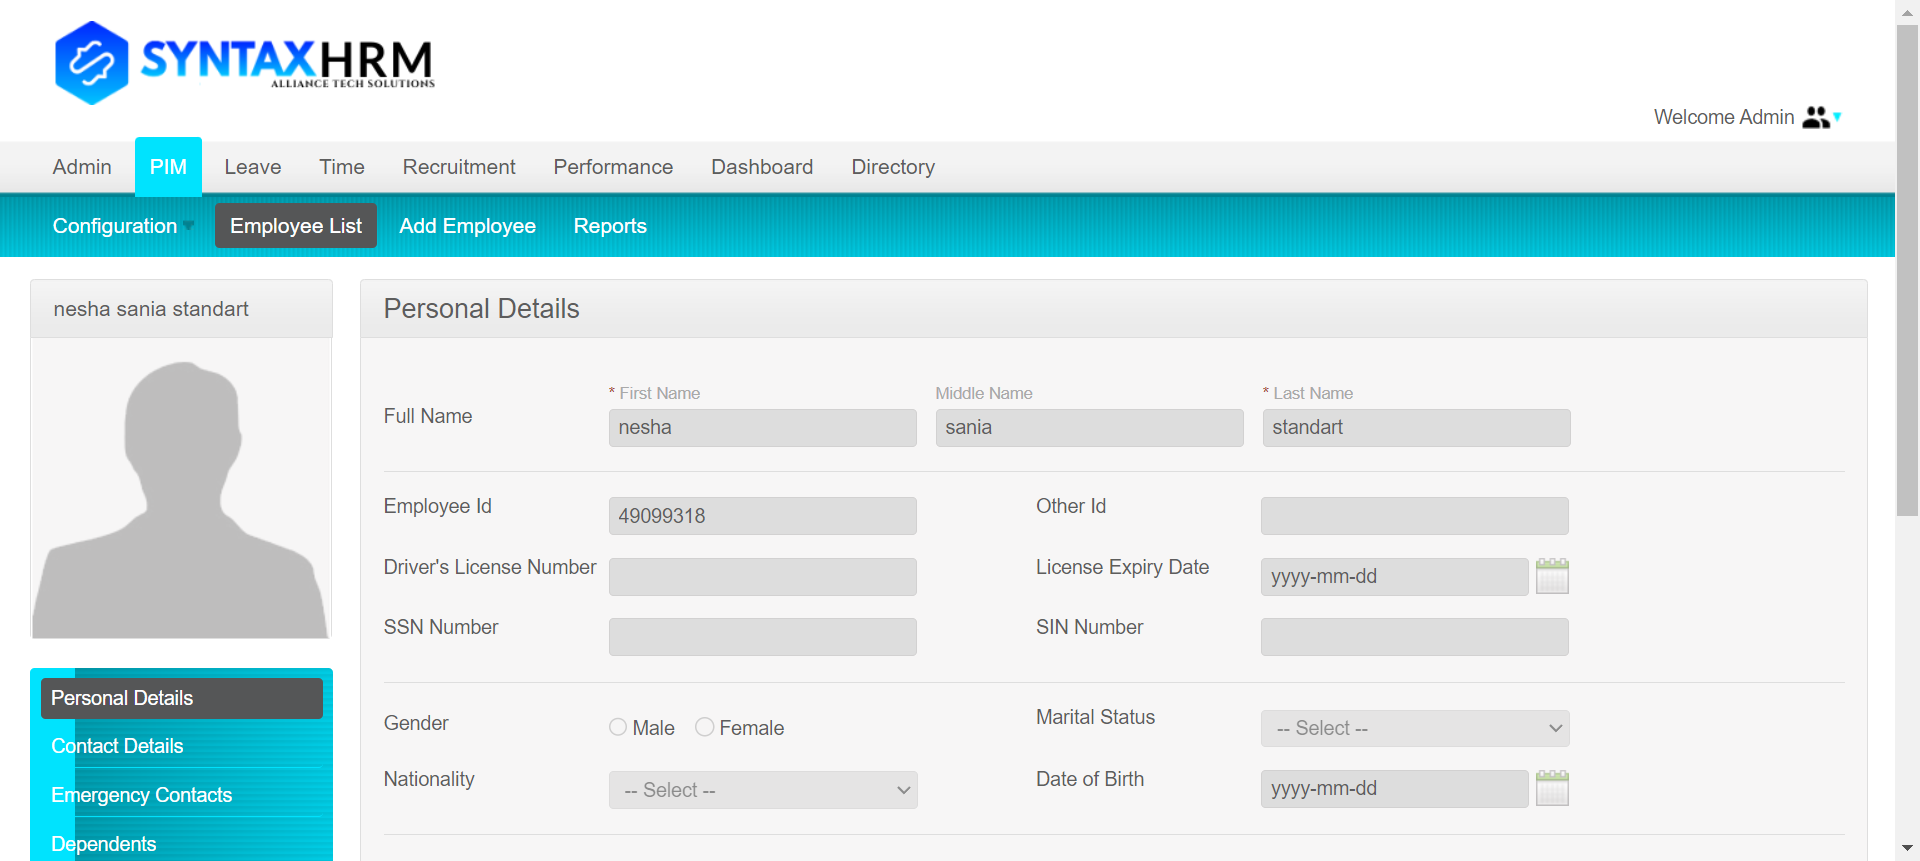 SYNTAXHRM
ALLIANCE TECH SOLUTIONS
Welcome Admin
Admin PIM Leave Time Recruitment Performance Dashboard Directory
Configuration Employee List Add Employee Reports
nesha sania standart
Personal Details
* First Name Middle Name * Last Name
Full Name nesha sania standart
Employee Id 49099318 Other Id
Driver's License Number License Expiry Date yyyy-mm-dd
SSN Number SIN Number
Gender Male Female Marital Status -- Select --
Nationality -- Select -- Date of Birth yyyy-mm-dd
Personal Details
Contact Details
Emergency Contacts
Dependents